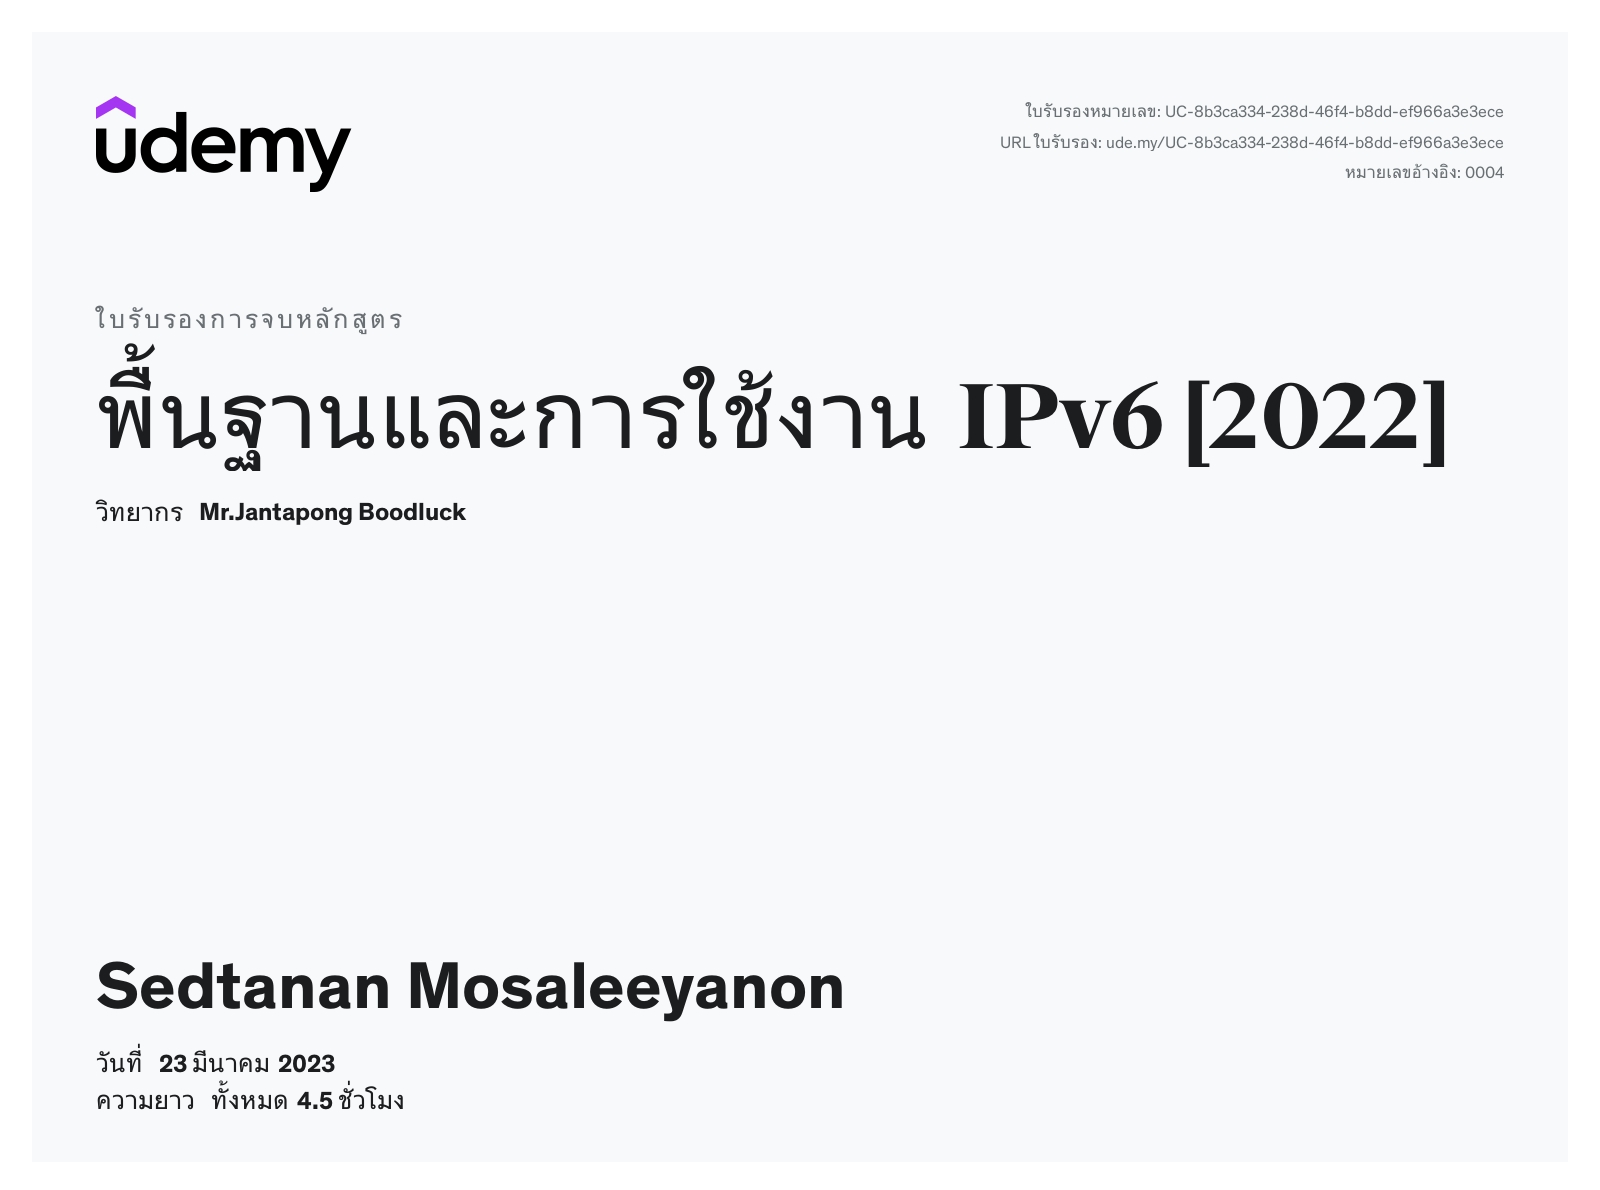 udemy
ใบรับรองหมายเลข: UC-8b3ca334-238d-46f4-b8dd-ef966a3e3ece
URL ใบรับรอง: ude.my/UC-8b3ca334-238d-46f4-b8dd-ef966a3e3ece
หมายเลขอ้างอิง: 0004
ใบรับรองการจบหลักสูตร
พื้นฐานและการใช้งาน IPv6 [2022]
วิทยากร Mr.Jantapong Boodluck
Sedtanan Mosaleeyanon
วันที่ 23 มีนาคม 2023
ความยาว ทั้งหมด 4.5 ชั่วโมง